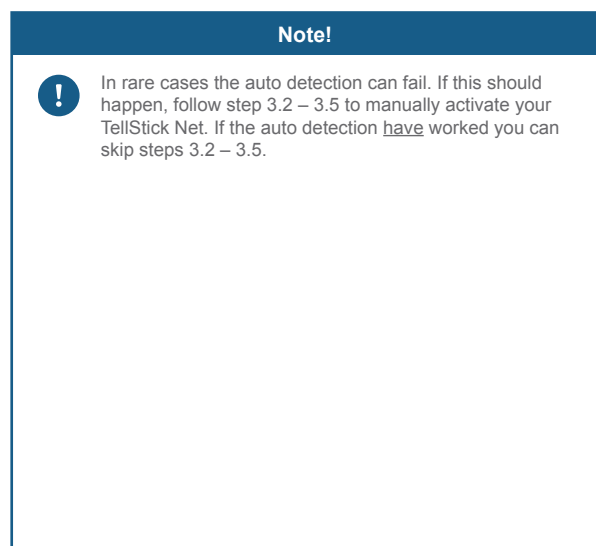 Note!
In rare cases the auto detection can fail. If this should
happen, follow step 3.2 – 3.5 to manually activate your
TellStick Net. If the auto detection have worked you can
skip steps 3.2 – 3.5.